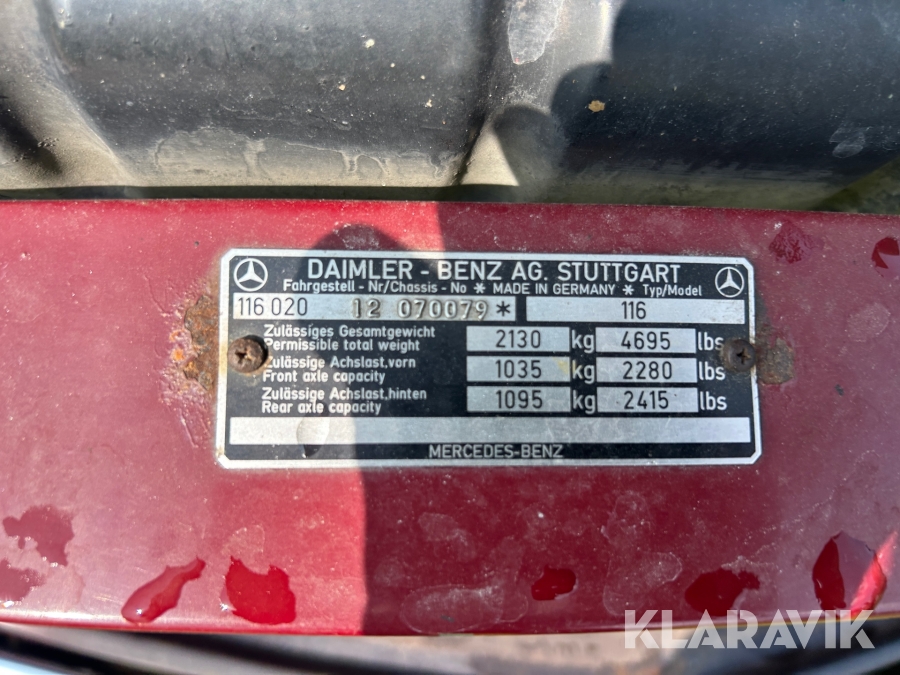 DAIMLER - BENZ AG. STUTTGART
Fahrgestell - Nr/Chassis - No * MADE IN GERMANY * Typ/Model
116 020 12 070079* 116
Zulässiges Gesamtgewicht
Permissible total weight 2130 kg 4695 lbs
Zulässige Achslast,vorn
Front axle capacity 1035 kg 2280 lbs
Zulässige Achslast,hinten
Rear axle capacity 1095 kg 2415 lbs
MERCEDES-BENZ
KLARAVIK